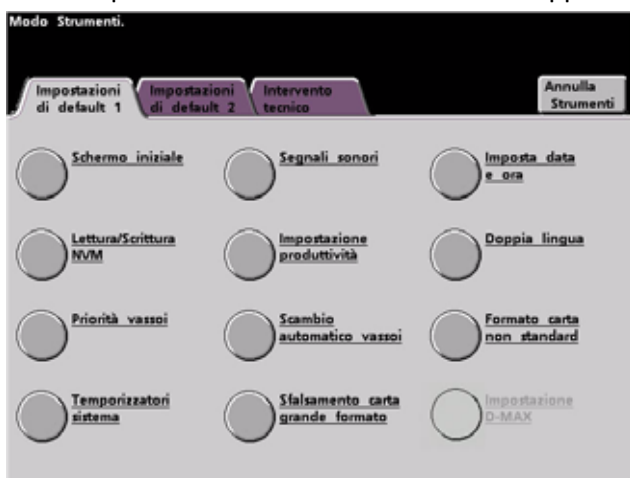 Modo Strumenti.
Impostazioni
di default 1
Impostazioni
di default 2
Intervento
tecnico
Annulla
Strumenti
Schermo iniziale
Segnali sonori
Imposta data
e ora
Lettura/Scrittura
NVM
Impostazione
produttività
Doppia lingua
Priorità vassoi
Scambio
automatico vassoi
Formato carta
non standard
Temporizzatori
sistema
Sfalsamento carta
grande formato
Impostazione
D-MAX